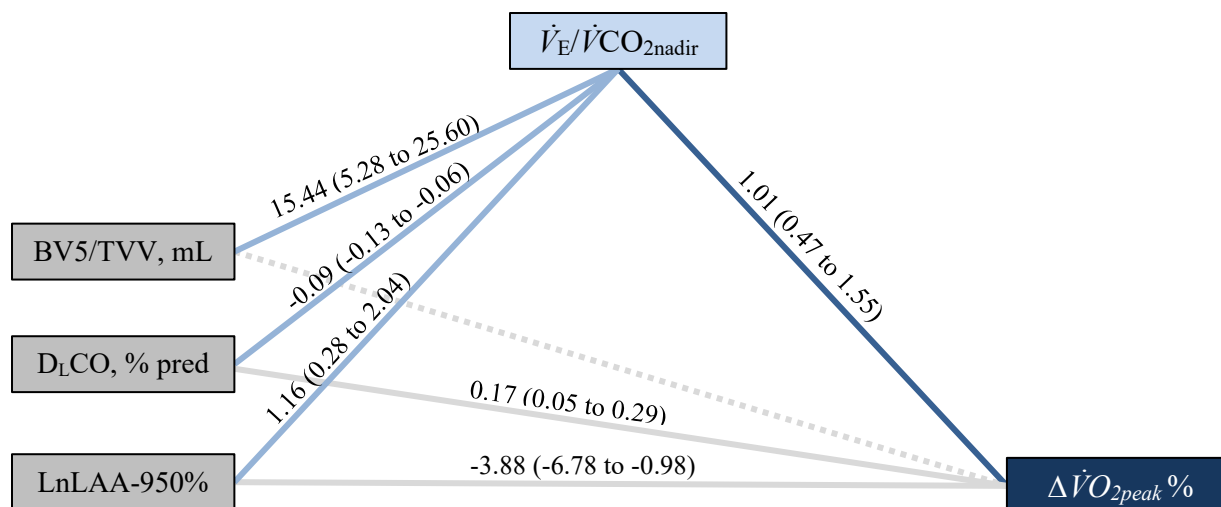 V̇E/V̇CO₂nadir
15.44 (5.28 to 25.60)
BV5/TVV, mL
-0.09 (-0.13 to -0.06)
1.01 (0.47 to 1.55)
1.16 (0.28 to 2.04)
DLCO, % pred
0.17 (0.05 to 0.29)
LnLAA-950%
-3.88 (-6.78 to -0.98)
Δ V̇O₂peak %